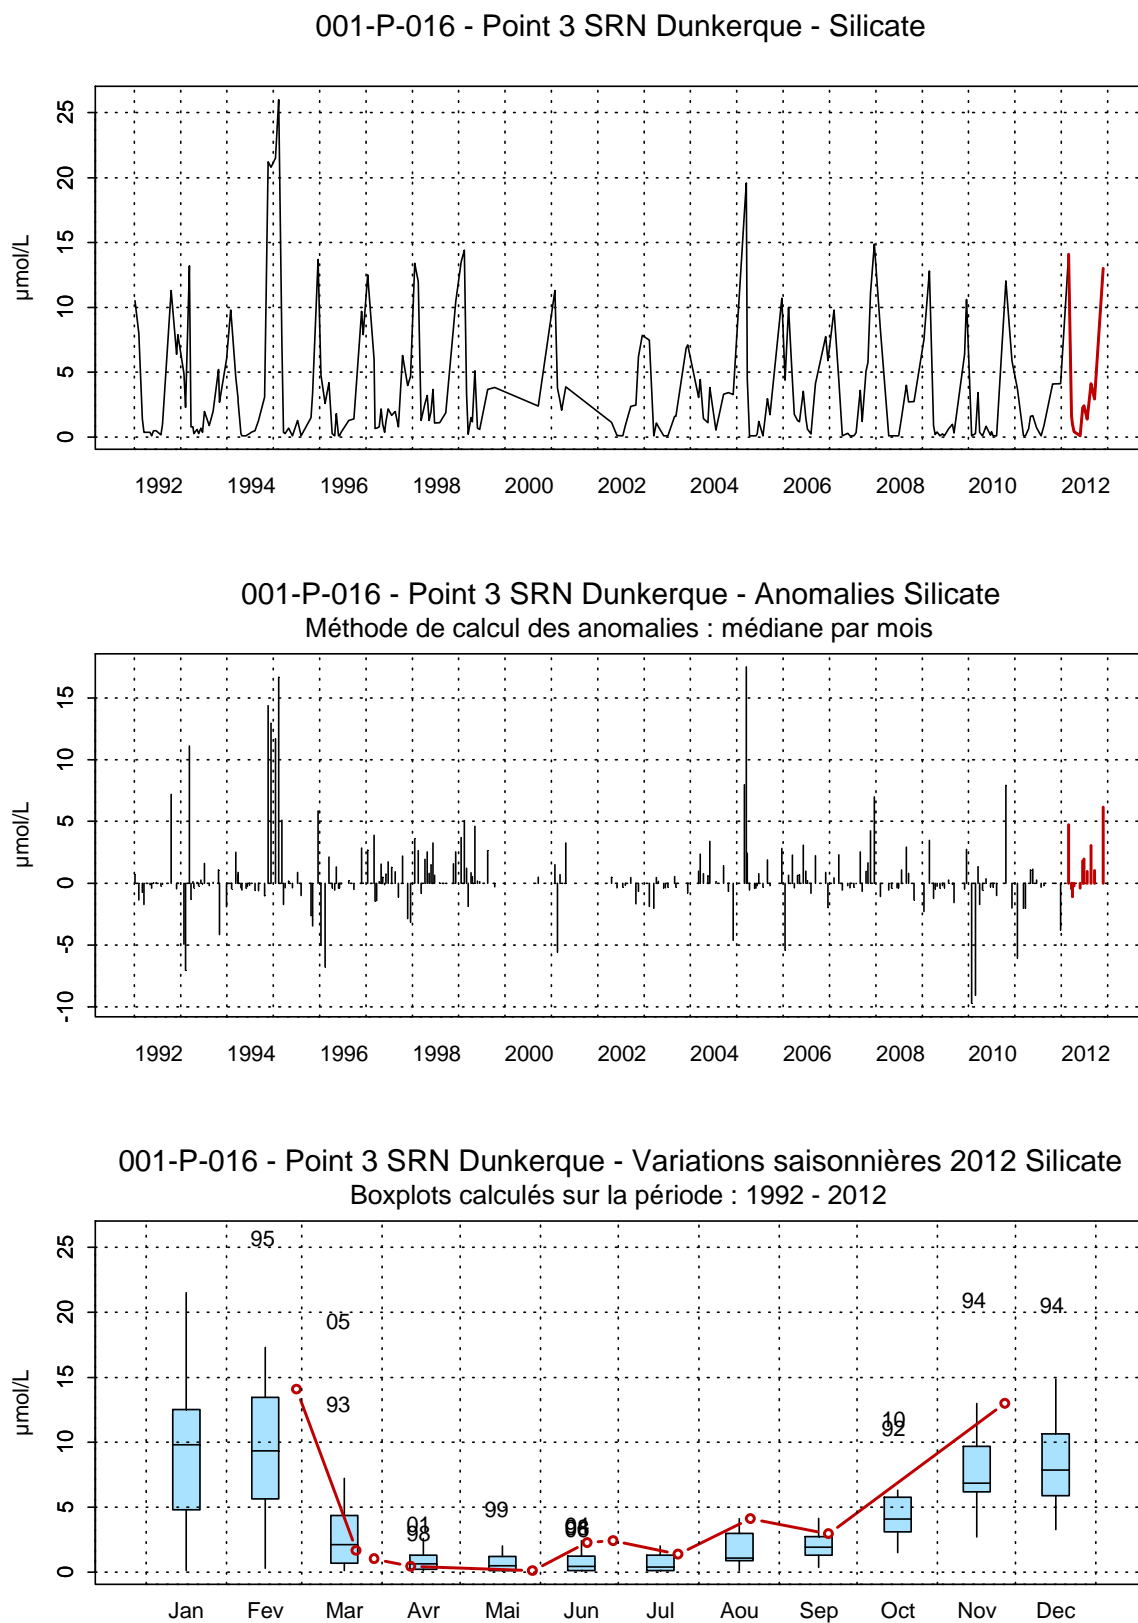 001-P-016 - Point 3 SRN Dunkerque - Silicate
25
20
15
10
5
0
µmol/L
1992 1994 1996 1998 2000 2002 2004 2006 2008 2010 2012
001-P-016 - Point 3 SRN Dunkerque - Anomalies Silicate
Méthode de calcul des anomalies : médiane par mois
15
10
5
0
-5
-10
µmol/L
1992 1994 1996 1998 2000 2002 2004 2006 2008 2010 2012
001-P-016 - Point 3 SRN Dunkerque - Variations saisonnières 2012 Silicate
Boxplots calculés sur la période : 1992 - 2012
25
20
15
10
5
0
µmol/L
95
05
93
01
98
99
10
92
94
94
Jan Fev Mar Avr Mai Jun Jul Aou Sep Oct Nov Dec